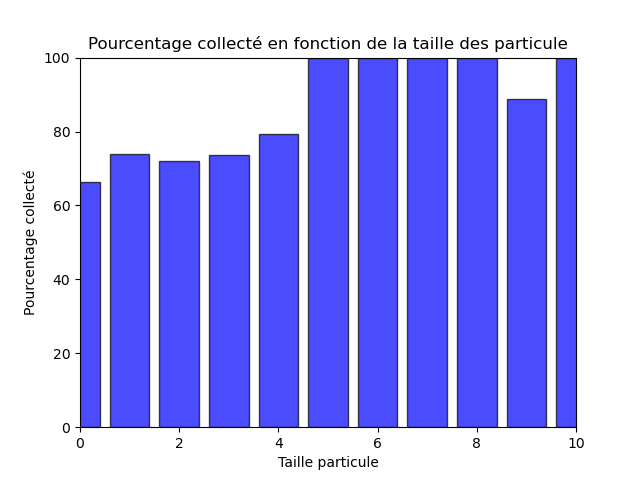 Pourcentage collecté en fonction de la taille des particule
100
80
60
40
20
0
Pourcentage collecté
0 2 4 6 8 10
Taille particule